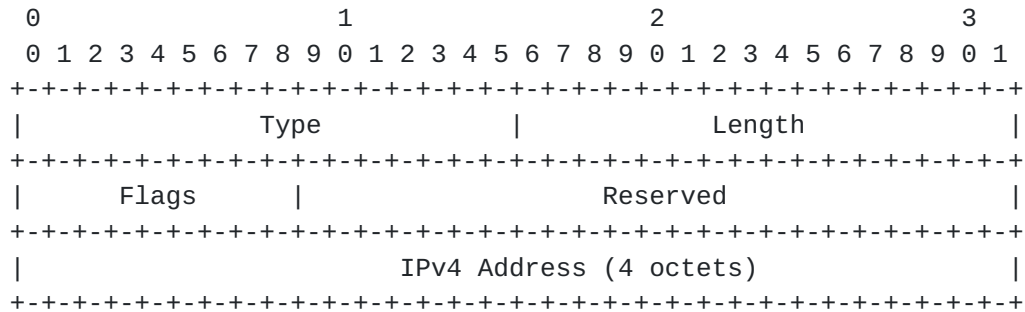 0                   1                   2                   3
 0 1 2 3 4 5 6 7 8 9 0 1 2 3 4 5 6 7 8 9 0 1 2 3 4 5 6 7 8 9 0 1
+-+-+-+-+-+-+-+-+-+-+-+-+-+-+-+-+-+-+-+-+-+-+-+-+-+-+-+-+-+-+-+-+
|               Type            |            Length             |
+-+-+-+-+-+-+-+-+-+-+-+-+-+-+-+-+-+-+-+-+-+-+-+-+-+-+-+-+-+-+-+-+
|      Flags      |                   Reserved                  |
+-+-+-+-+-+-+-+-+-+-+-+-+-+-+-+-+-+-+-+-+-+-+-+-+-+-+-+-+-+-+-+-+
|                        IPv4 Address (4 octets)                |
+-+-+-+-+-+-+-+-+-+-+-+-+-+-+-+-+-+-+-+-+-+-+-+-+-+-+-+-+-+-+-+-+